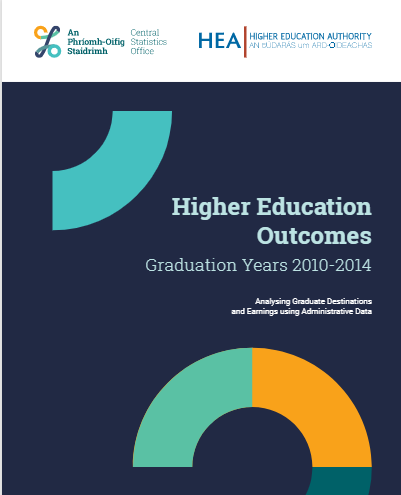 An
Phríomh-Oifig
Staidrimh
Central
Statistics
Office
HEA
HIGHER EDUCATION AUTHORITY
AN tÚDARÁS um ARD-OIDEACHAS
Higher Education
Outcomes
Graduation Years 2010-2014
Analysing Graduate Destinations
and Earnings using Administrative Data